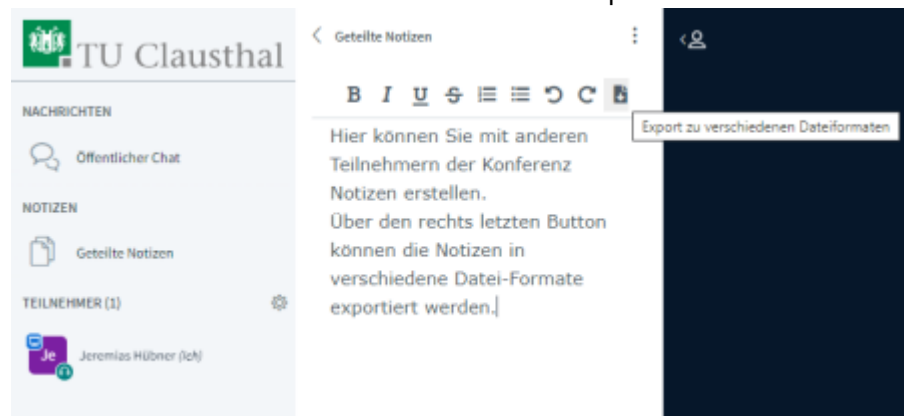 TU Clausthal
NACHRICHTEN
Öffentlicher Chat
NOTIZEN
Geteilte Notizen
TEILNEHMER (1)
Je
Jeremias Hübner (Ich)
Geteilte Notizen
B I U S
Export zu verschiedenen Dateiformaten
Hier können Sie mit anderen
Teilnehmern der Konferenz
Notizen erstellen.
Über den rechts letzten Button
können die Notizen in
verschiedene Datei-Formate
exportiert werden.